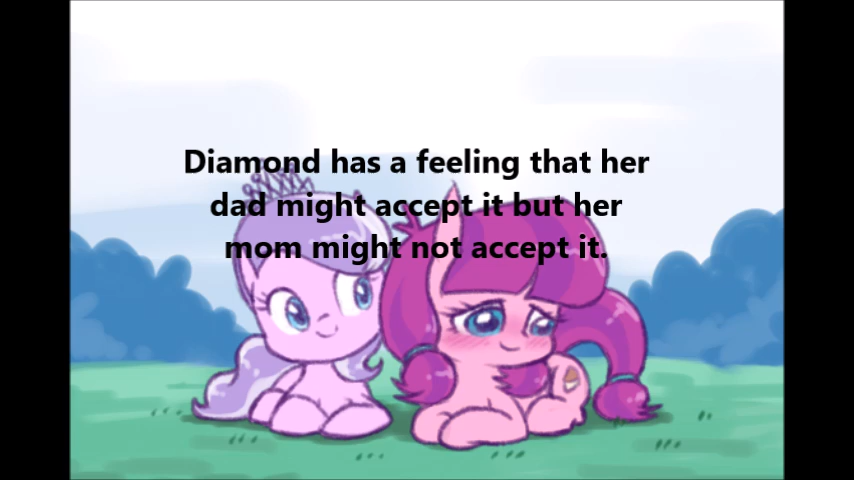 Diamond has a feeling that her
dad might accept it but her
mom might not accept it.